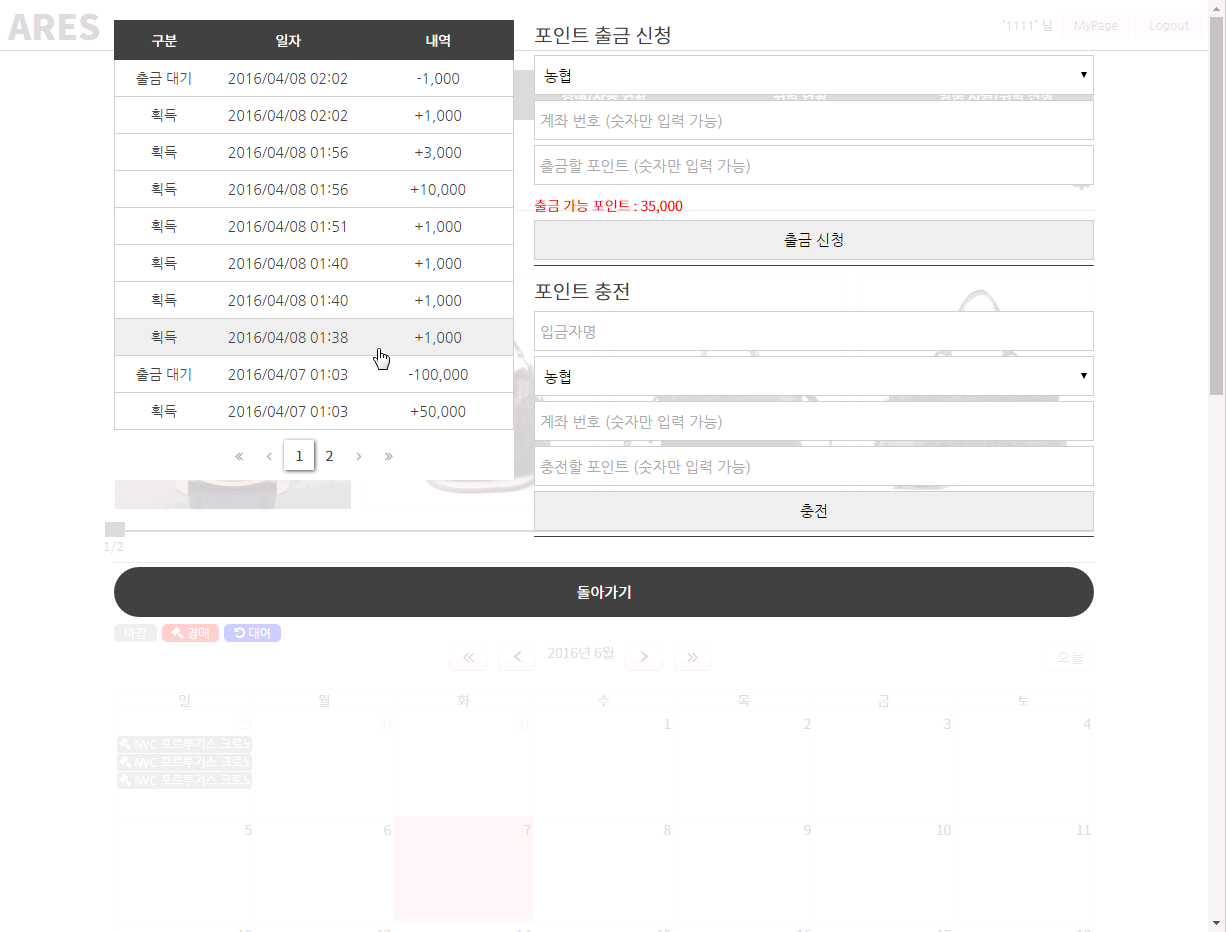 ARES
'1111' 님 MyPage Logout
구분 일자 내역
출금 대기 2016/04/08 02:02 -1,000
획득 2016/04/08 02:02 +1,000
획득 2016/04/08 01:56 +3,000
획득 2016/04/08 01:56 +10,000
획득 2016/04/08 01:51 +1,000
획득 2016/04/08 01:40 +1,000
획득 2016/04/08 01:40 +1,000
획득 2016/04/08 01:38 +1,000
출금 대기 2016/04/07 01:03 -100,000
획득 2016/04/07 01:03 +50,000
« ‹ 1 2 › »
포인트 출금 신청
농협
계좌 번호 (숫자만 입력 가능)
출금할 포인트 (숫자만 입력 가능)
출금 가능 포인트 : 35,000
출금 신청
포인트 충전
입금자명
농협
계좌 번호 (숫자만 입력 가능)
충전할 포인트 (숫자만 입력 가능)
충전
1/2
돌아가기
마감 경매 대여
2016년 6월
오늘
일 월 화 수 목 금 토
30 31 1 2 3 4
IWC 포르투기스 크로노
IWC 포르투기스 크로노
IWC 포르투기스 크로노
5 6 7 8 9 10 11